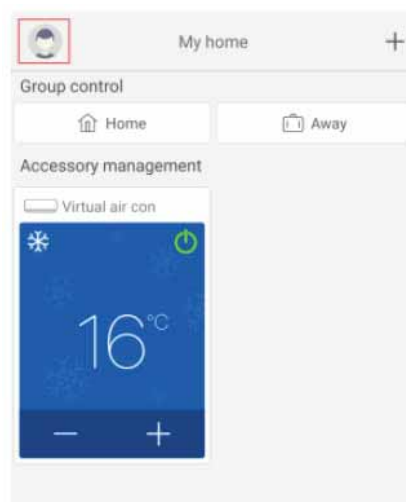 My home
+
Group control
Home
Away
Accessory management
Virtual air con
16°C
− +